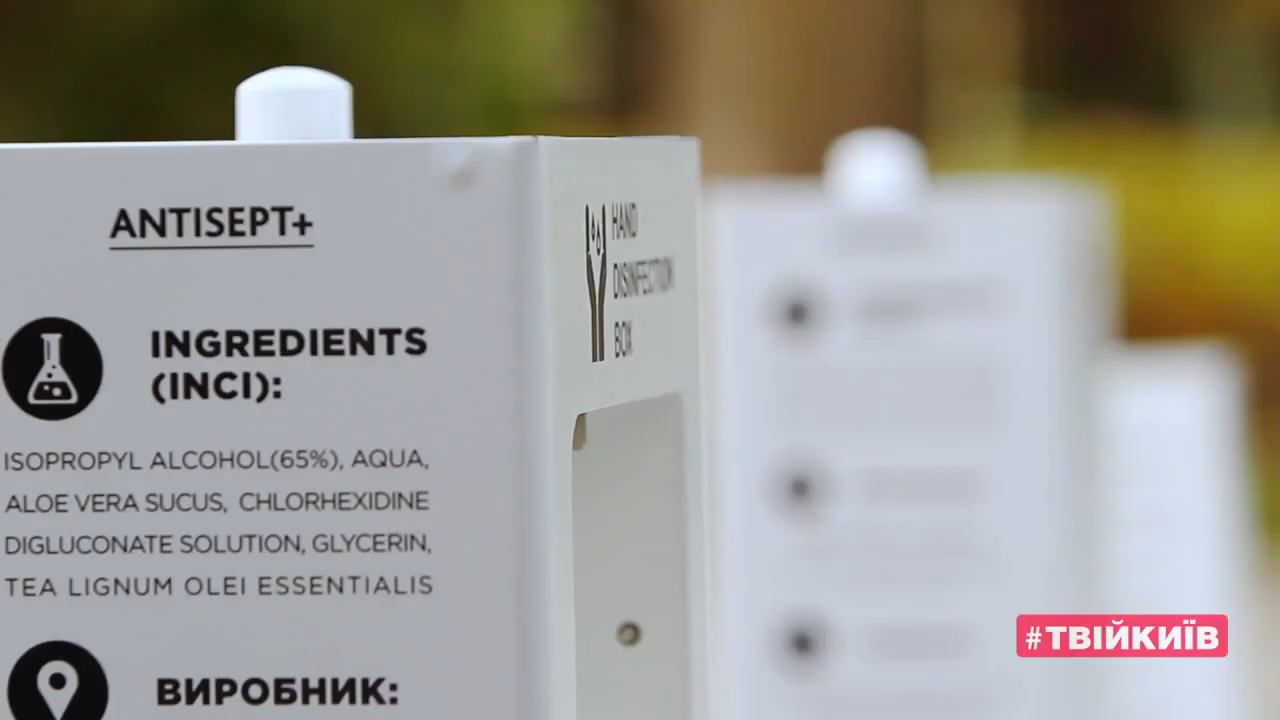 ANTISEPT+
INGREDIENTS
(INCI):
ISOPROPYL ALCOHOL(65%), AQUA,
ALOE VERA SUCUS, CHLORHEXIDINE
DIGLUCONATE SOLUTION, GLYCERIN,
TEA LIGNUM OLEI ESSENTIALIS
ВИРОБНИК:
HAND
DISINFECTION
BOX
#ТВІЙКИЇВ